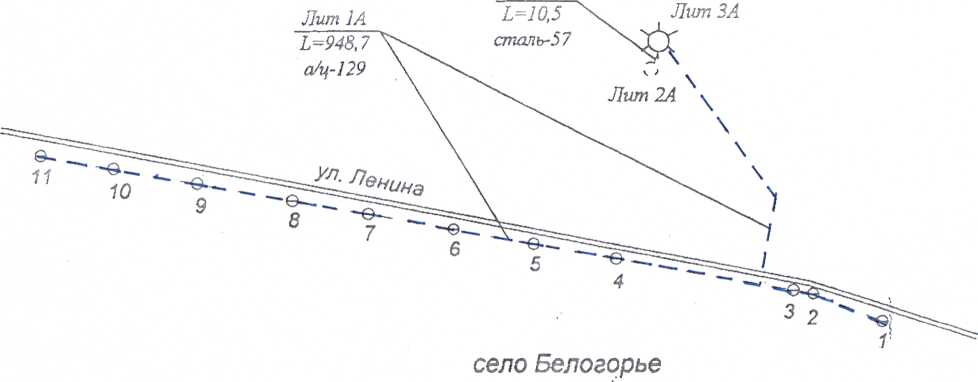 Лит 1А
L=948,7
а/ц-129
L=10,5
сталь-57
Лит 3А
Лит 2А
ул. Ленина
11
10
9
8
7
6
5
4
3
2
1
село Белогорье